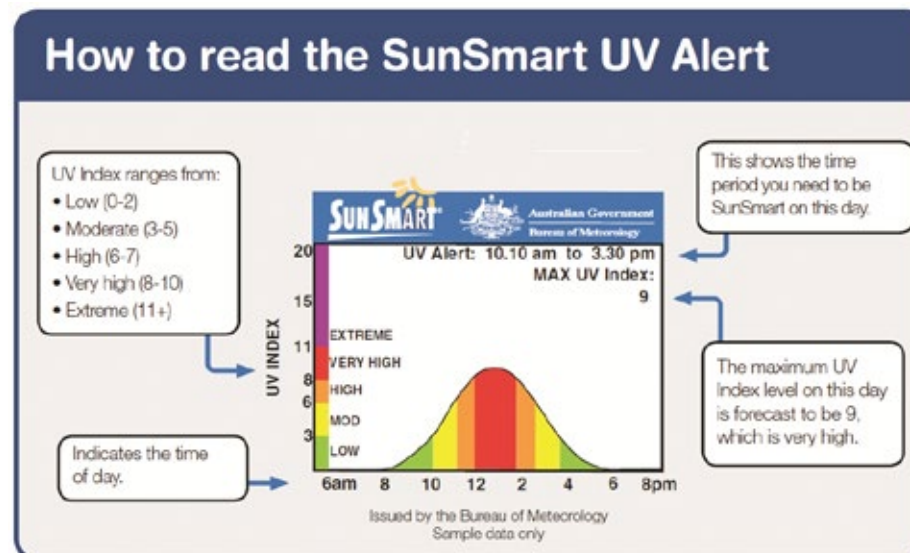 How to read the SunSmart UV Alert
UV Index ranges from:
• Low (0-2)
• Moderate (3-5)
• High (6-7)
• Very high (8-10)
• Extreme (11+)
This shows the time
period you need to be
SunSmart on this day.
SUNSMART
Australian Government
Bureau of Meteorology
UV Alert: 10.10 am to 3.30 pm
MAX UV Index:
9
UV INDEX
20
15
11
8
6
3
EXTREME
VERY HIGH
HIGH
MOD
LOW
6am 8 10 12 2 4 6 8pm
The maximum UV
Index level on this day
is forecast to be 9,
which is very high.
Indicates the time
of day.
Issued by the Bureau of Meteorology
Sample data only